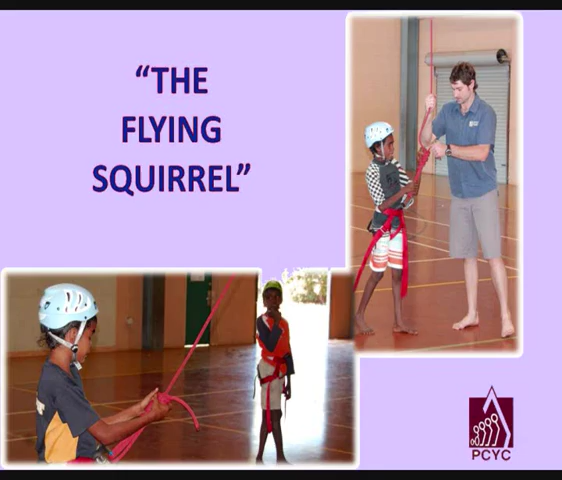 “THE
FLYING
SQUIRREL”
PCYC